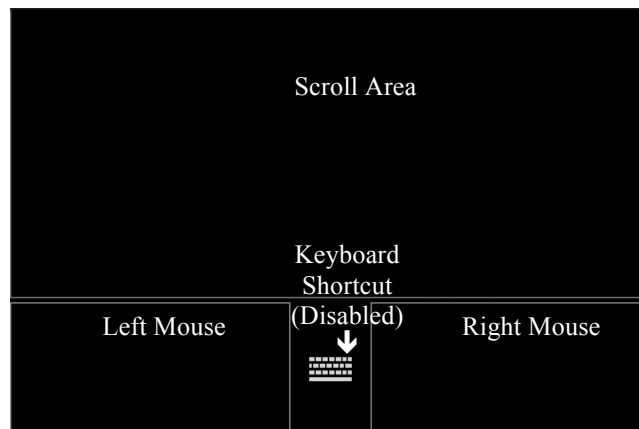 Scroll Area
Keyboard
Shortcut
(Disabled)
Left Mouse
Right Mouse